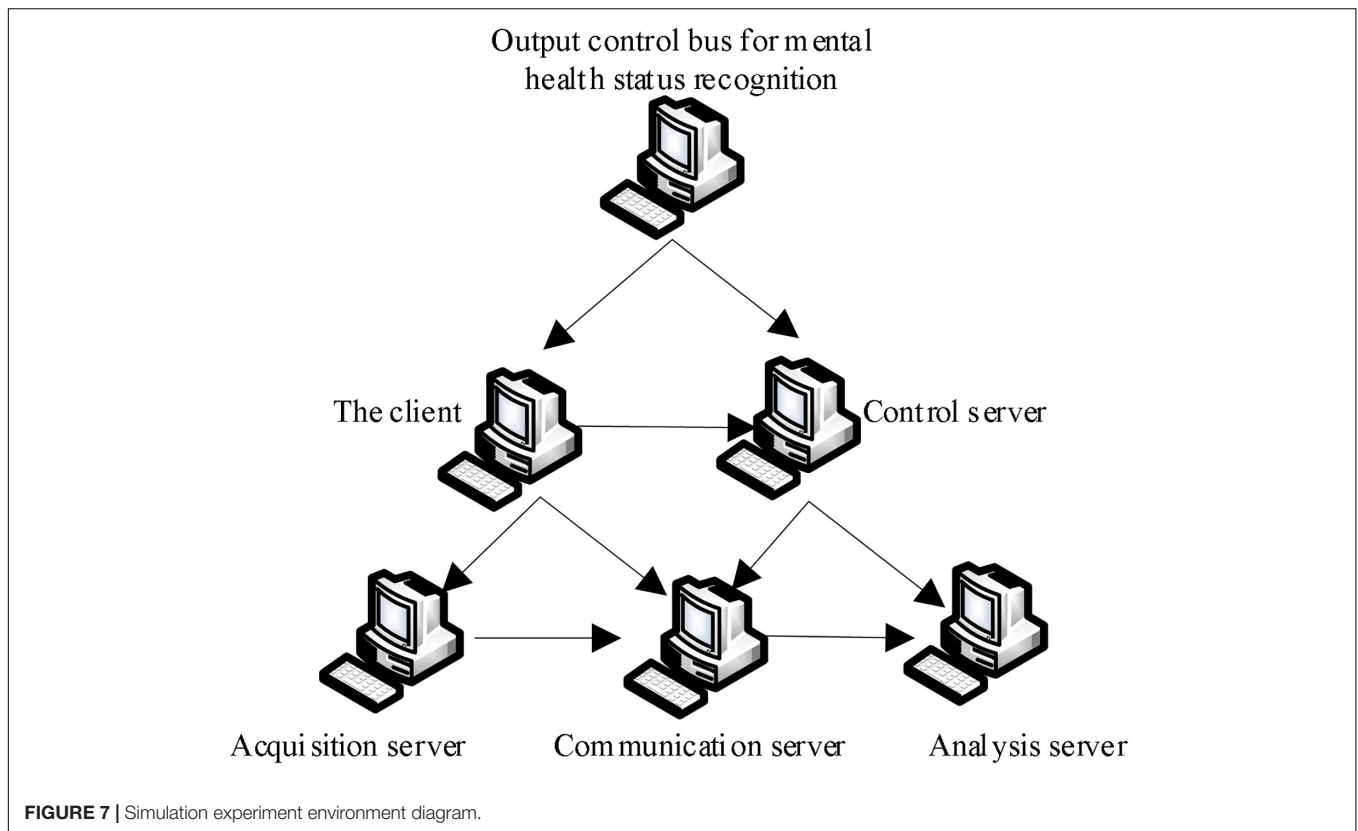 Output control bus for mental
health status recognition
The client
Control server
Acquisition server
Communication server
Analysis server
FIGURE 7 | Simulation experiment environment diagram.